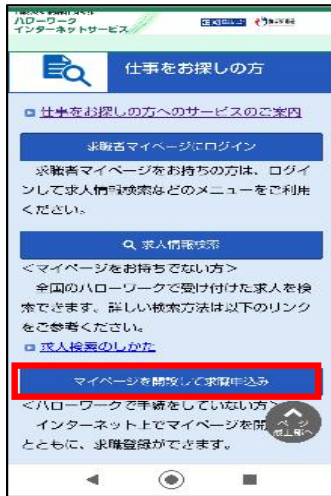 ハローワーク
インターネットサービス
仕事をお探しの方
仕事をお探しの方へのサービスのご案内
求職者マイページにログイン
求職者マイページをお持ちの方は、ログイ
ンして求人情報検索などのメニューをご利用
ください。
求人情報検索
<マイページをお持ちでない方>
全国のハローワークで受け付けた求人を検
索できます。詳しい検索方法は以下のリンク
をご参考ください。
求人検索のしかた
マイページを開設して求職申込み
<ハローワークで手続をしていない方>
インターネット上でマイページを開
ページ
最上部へ
とともに、求職登録ができます。